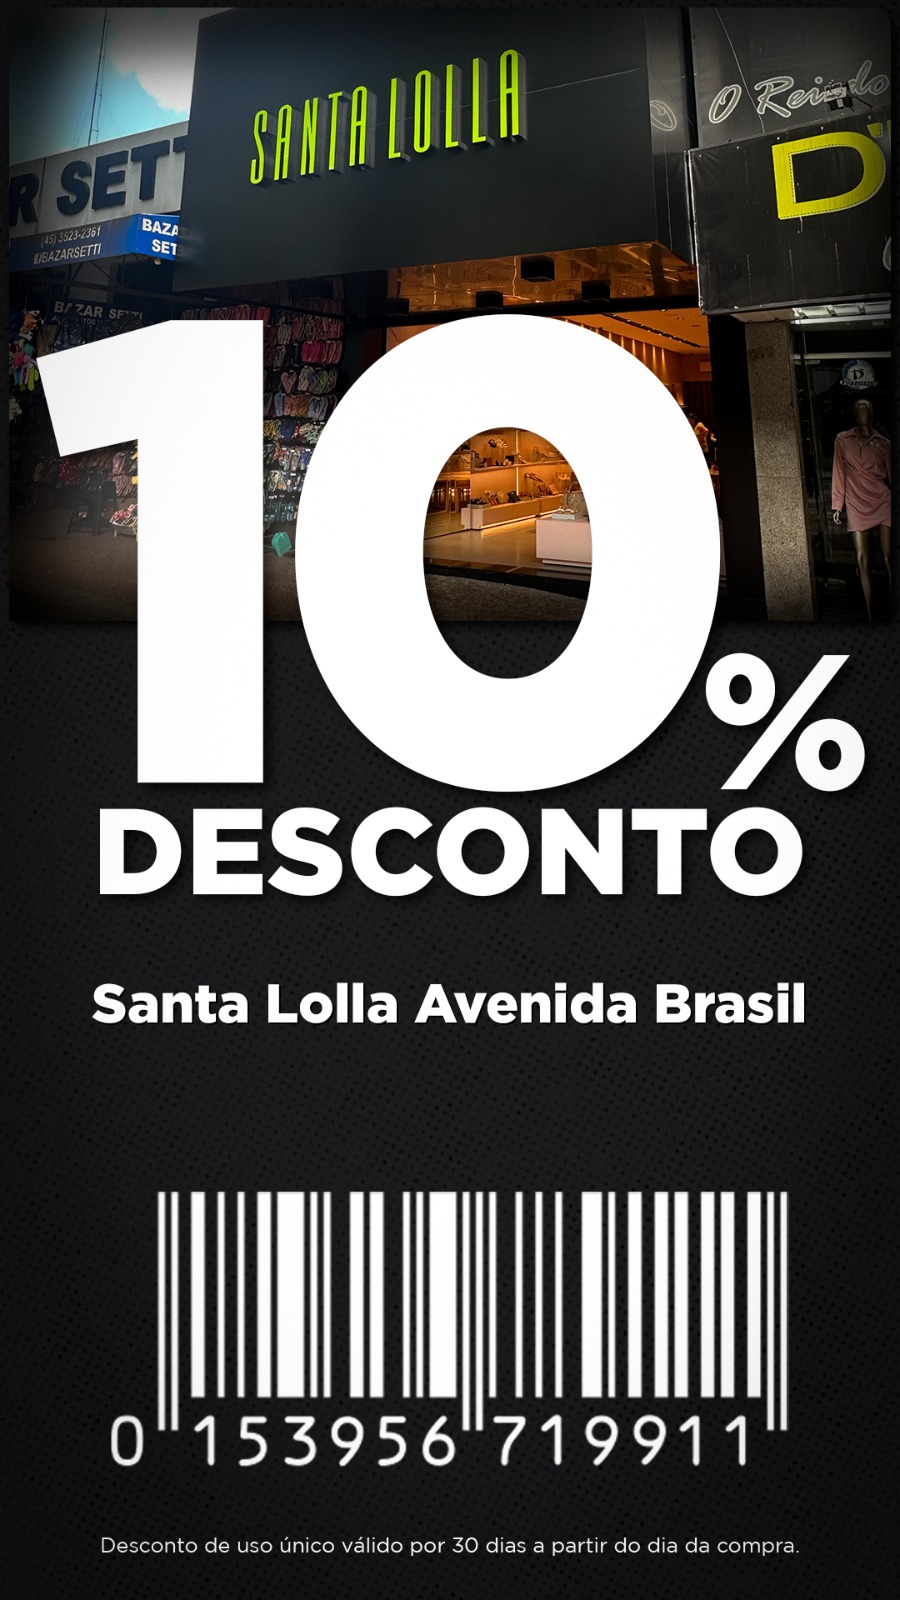 SANTA LOLLA
O Rei do
R SETT
D'
(45) 3523-2361
BAZARSETTI
BAZA
SET
BAZAR SETTI
10%
DESCONTO
Santa Lolla Avenida Brasil
0 153956 719911
Desconto de uso único válido por 30 dias a partir do dia da compra.